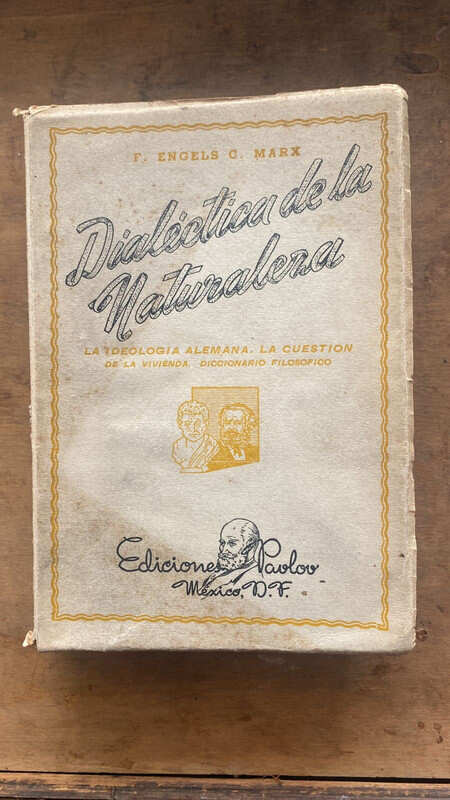 F. ENGELS C. MARX
Dialéctica de la
Naturaleza
LA IDEOLOGIA ALEMANA. LA CUESTION
DE LA VIVIENDA. DICCIONARIO FILOSOFICO
Ediciones Pavlov
México, D.F.